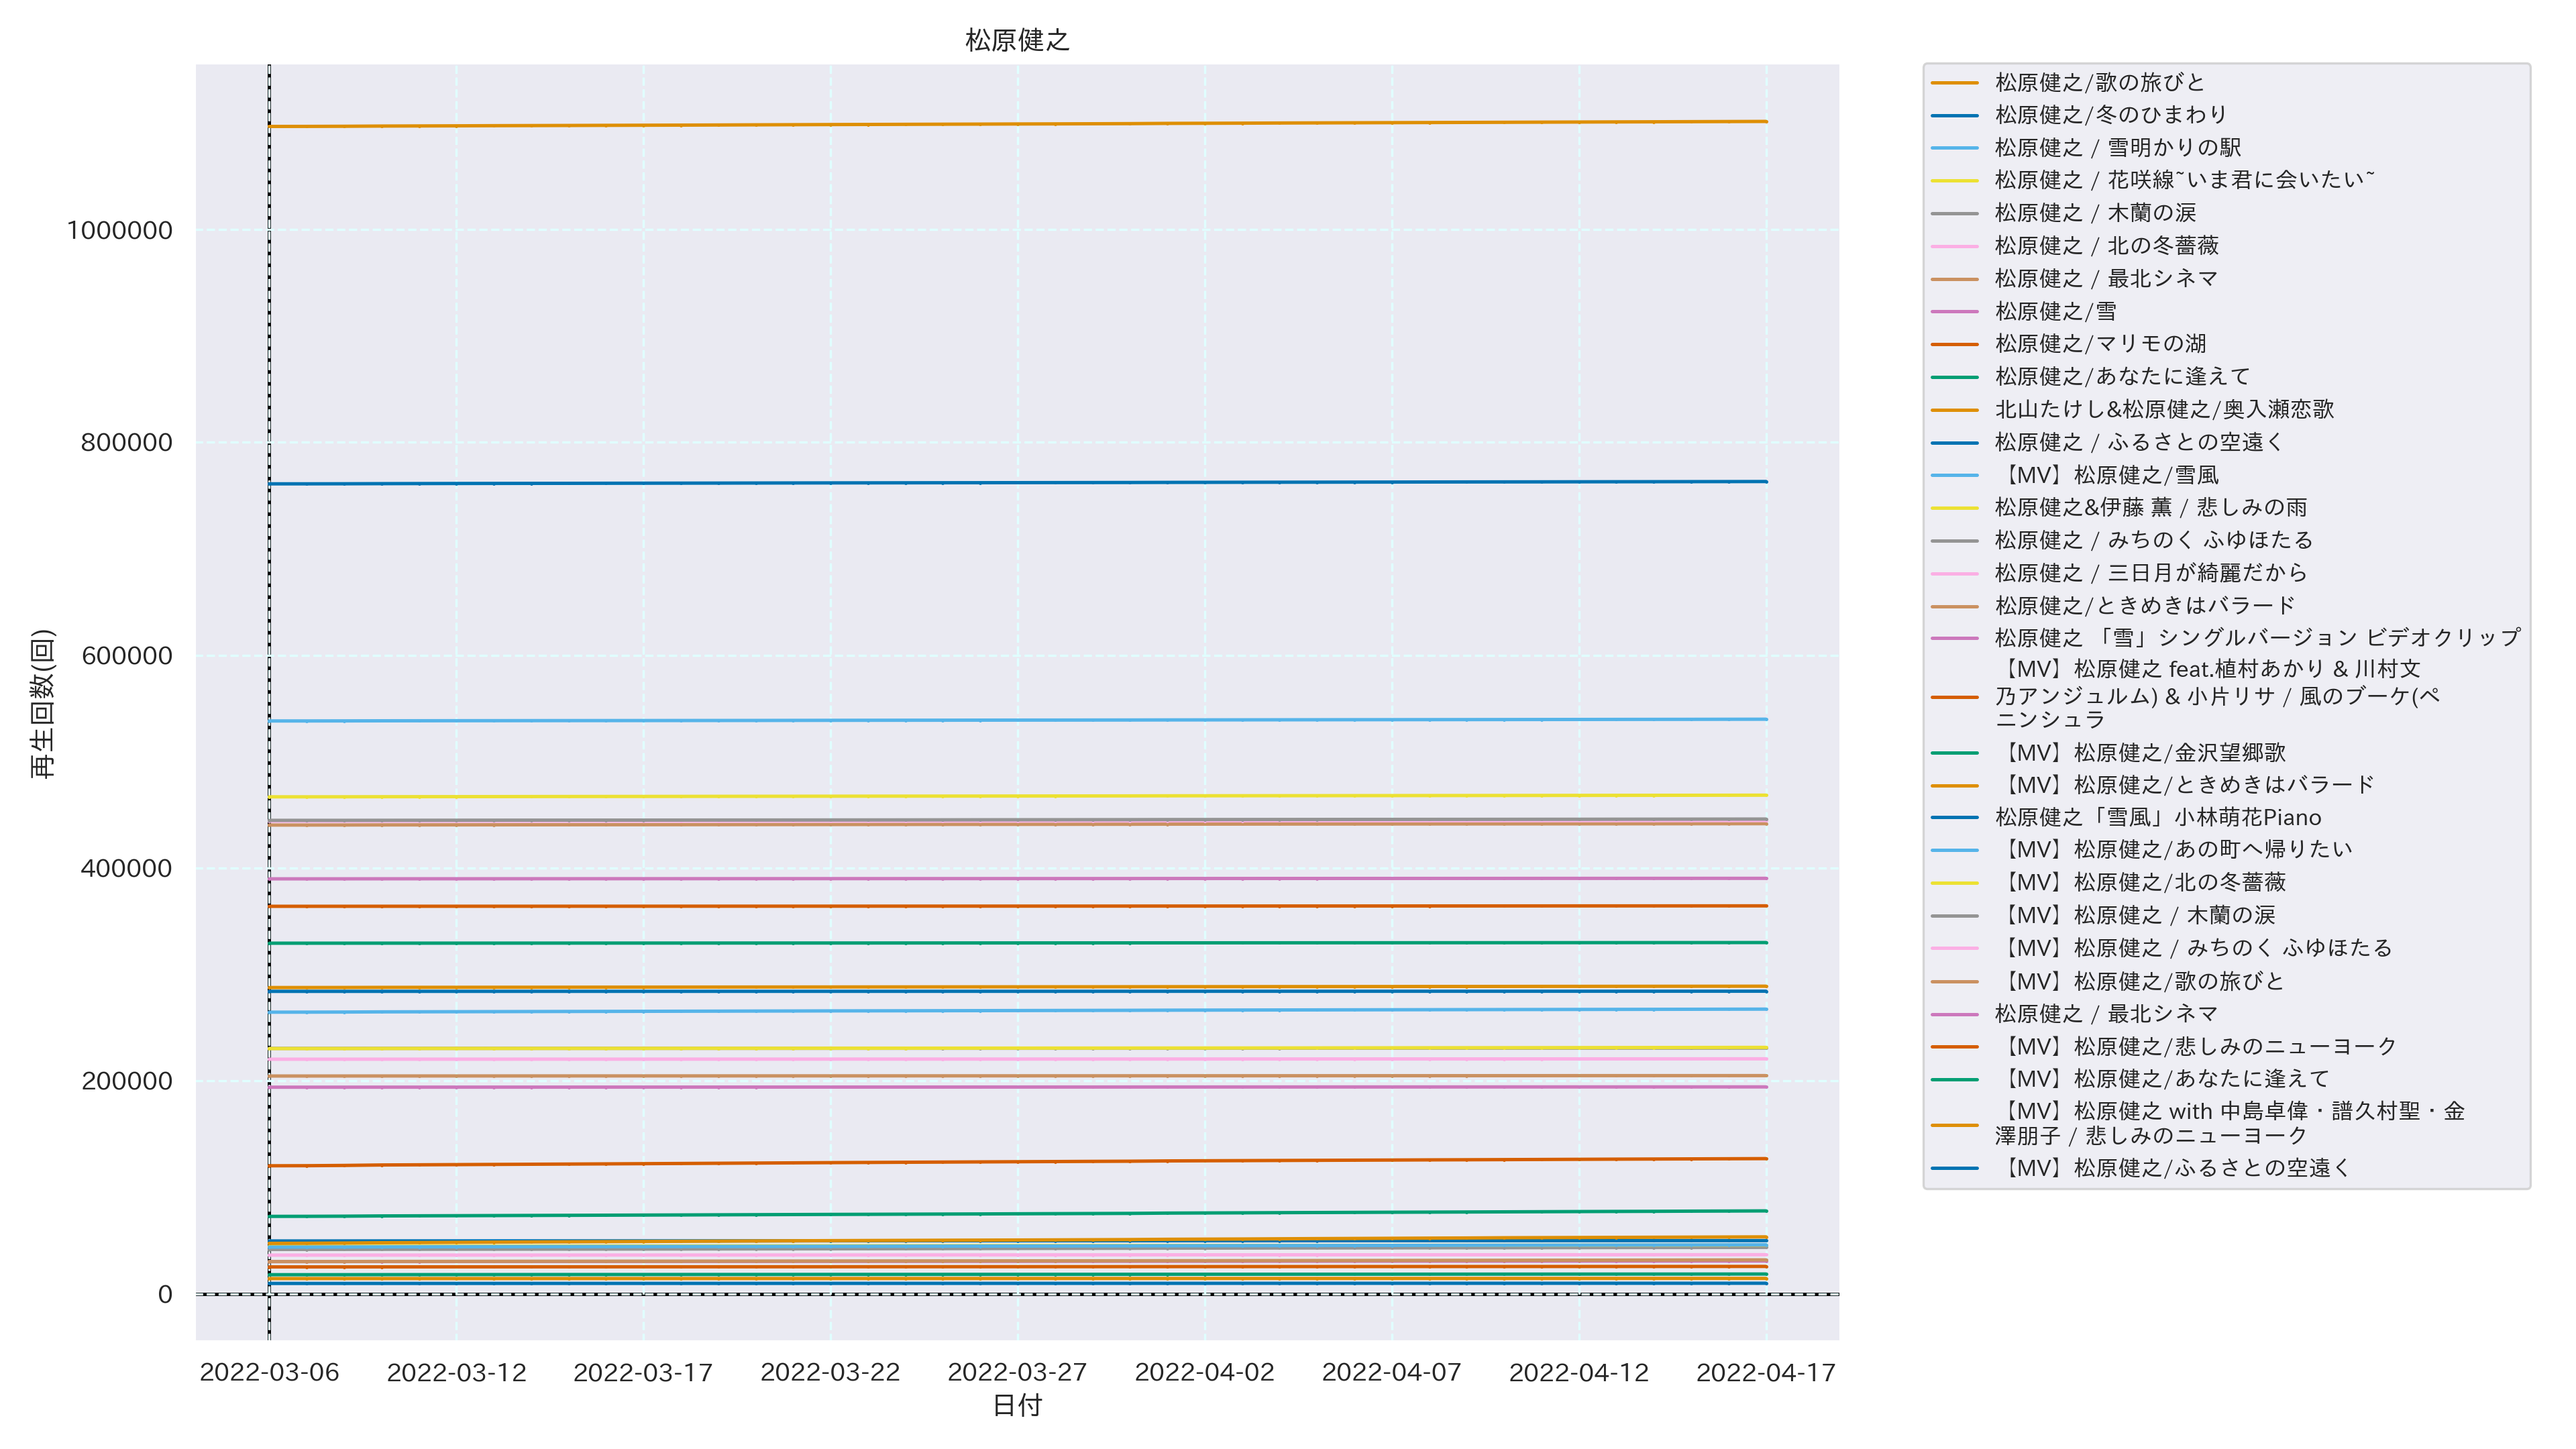 松原健之
再生回数(回)
1000000
800000
600000
400000
200000
0
2022-03-06
2022-03-12
2022-03-17
2022-03-22
2022-03-27
2022-04-02
2022-04-07
2022-04-12
2022-04-17
日付
松原健之/歌の旅びと
松原健之/冬のひまわり
松原健之 / 雪明かりの駅
松原健之 / 花咲線~いま君に会いたい~
松原健之 / 木蘭の涙
松原健之 / 北の冬薔薇
松原健之 / 最北シネマ
松原健之/雪
松原健之/マリモの湖
松原健之/あなたに逢えて
北山たけし&松原健之/奥入瀬恋歌
松原健之 / ふるさとの空遠く
【MV】松原健之/雪風
松原健之&伊藤 薫 / 悲しみの雨
松原健之 / みちのく ふゆほたる
松原健之 / 三日月が綺麗だから
松原健之/ときめきはバラード
松原健之 「雪」シングルバージョン ビデオクリップ
【MV】松原健之 feat.植村あかり & 川村文
乃アンジュルム) & 小片リサ / 風のブーケ(ペ
ニンシュラ
【MV】松原健之/金沢望郷歌
【MV】松原健之/ときめきはバラード
松原健之「雪風」小林萌花Piano
【MV】松原健之/あの町へ帰りたい
【MV】松原健之/北の冬薔薇
【MV】松原健之 / 木蘭の涙
【MV】松原健之 / みちのく ふゆほたる
【MV】松原健之/歌の旅びと
松原健之 / 最北シネマ
【MV】松原健之/悲しみのニューヨーク
【MV】松原健之/あなたに逢えて
【MV】松原健之 with 中島卓偉・譜久村聖・金
澤朋子 / 悲しみのニューヨーク
【MV】松原健之/ふるさとの空遠く